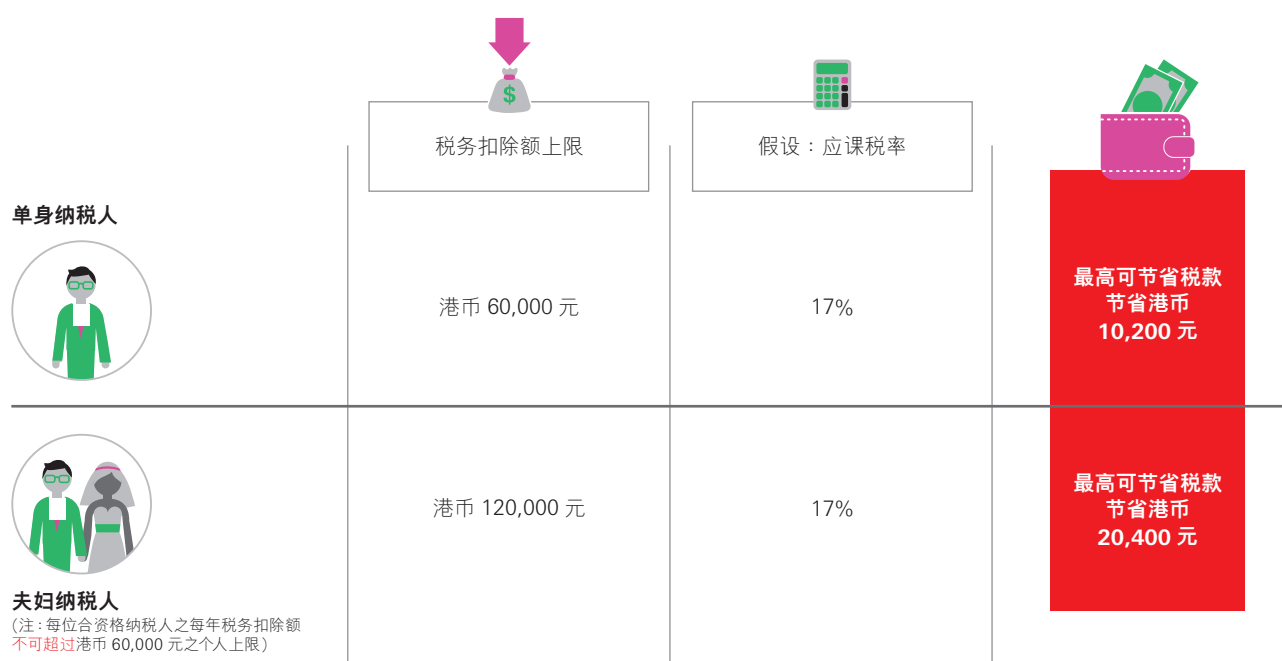 $
税务扣除额上限
假设：应课税率
单身纳税人
港币 60,000 元
17%
最高可节省税款
节省港币
10,200 元
港币 120,000 元
17%
最高可节省税款
节省港币
20,400 元
夫妇纳税人
(注：每位合资格纳税人之每年税务扣除额
不可超过港币 60,000 元之个人上限)